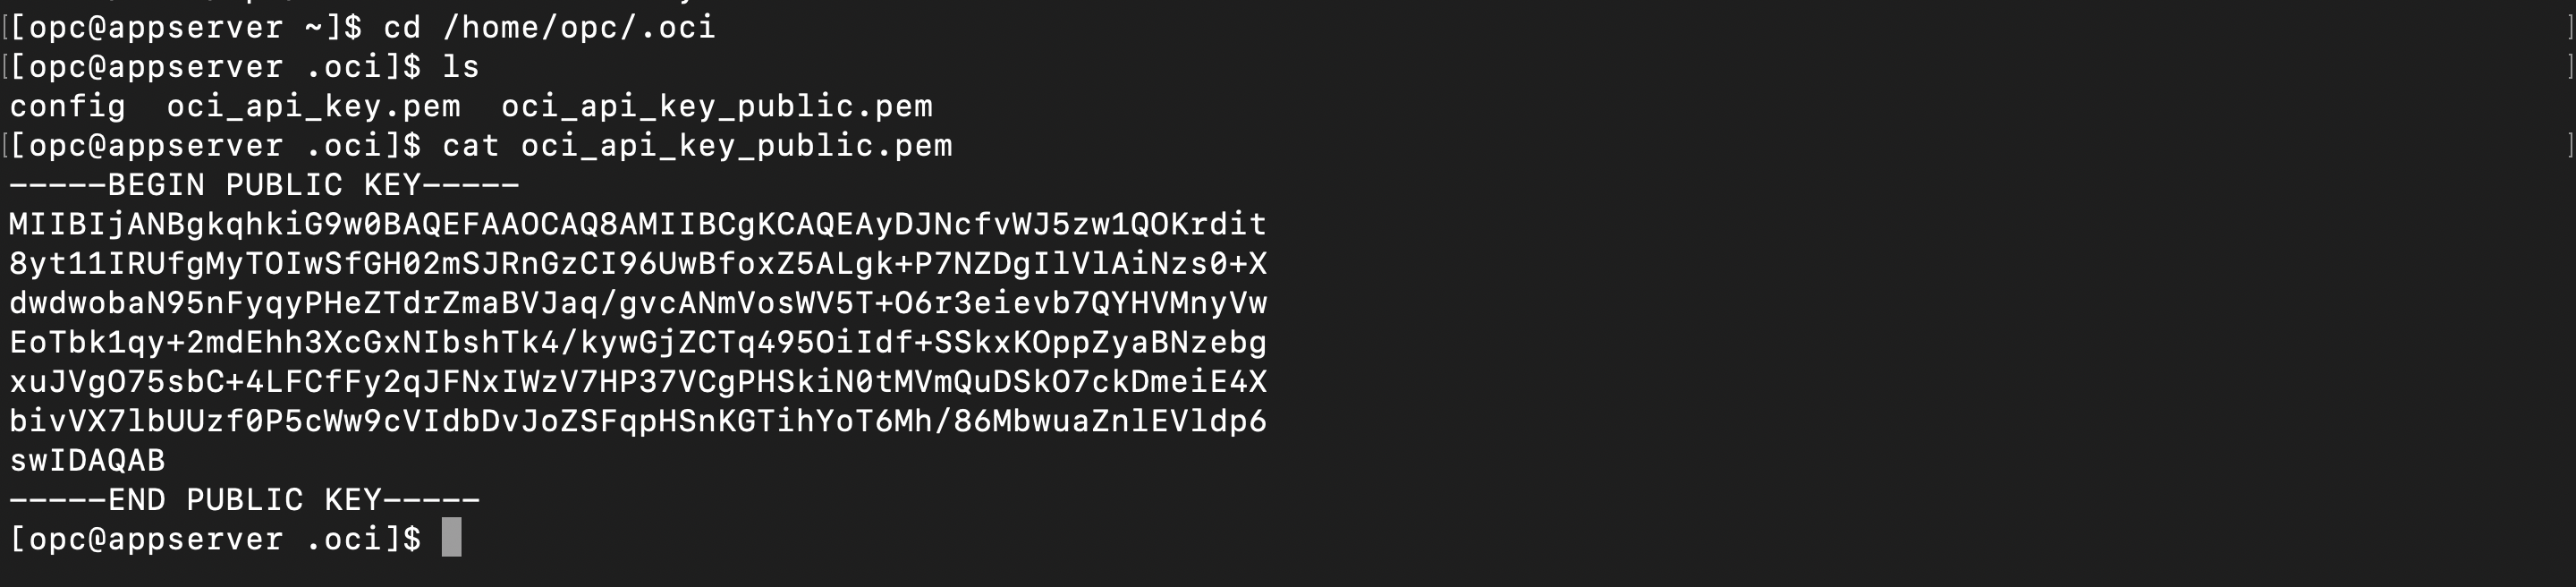 [[opc@appserver ~]$ cd /home/opc/.oci ]
[[opc@appserver .oci]$ ls ]
config  oci_api_key.pem  oci_api_key_public.pem
[[opc@appserver .oci]$ cat oci_api_key_public.pem ]
-----BEGIN PUBLIC KEY-----
MIIBIjANBgkqhkiG9w0BAQEFAAOCAQ8AMIIBCgKCAQEAyDJNcfvWJ5zw1QOKrdit
8yt11IRUfgMyTOIwSfGH02mSJRnGzCI96UwBfoxZ5ALgk+P7NZDgIlVlAiNzs0+X
dwdwobaN95nFyqyPHeZTdrZmaBVJaq/gvcANmVosWV5T+O6r3eievb7QYHVMnyVw
EoTbk1qy+2mdEhh3XcGxNIbshTk4/kywGjZCTq495OiIdf+SSkxKOppZyaBNzebg
xuJVgO75sbC+4LFCfFy2qJFNxIWzV7HP37VCgPHSkiN0tMVmQuDSkO7ckDmeiE4X
bivVX7lbUUzf0P5cWw9cVIdbDvJoZSFqpHSnKGTihYoT6Mh/86MbwuaZnlEVldp6
swIDAQAB
-----END PUBLIC KEY-----
[opc@appserver .oci]$